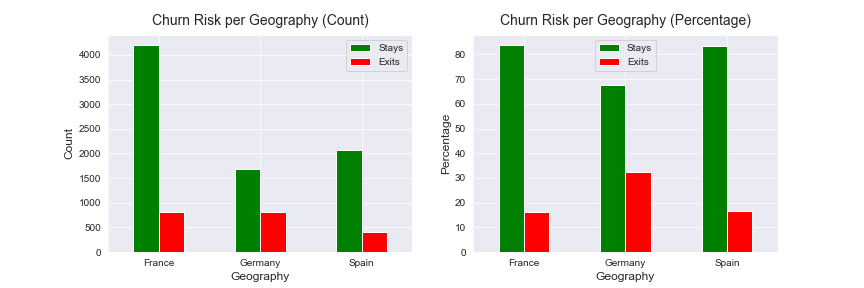 Churn Risk per Geography (Count)
Stays
Exits
4000
3500
3000
2500
2000
1500
1000
500
0
Count
France
Germany
Spain
Geography
Churn Risk per Geography (Percentage)
Stays
Exits
80
70
60
50
40
30
20
10
0
Percentage
France
Germany
Spain
Geography